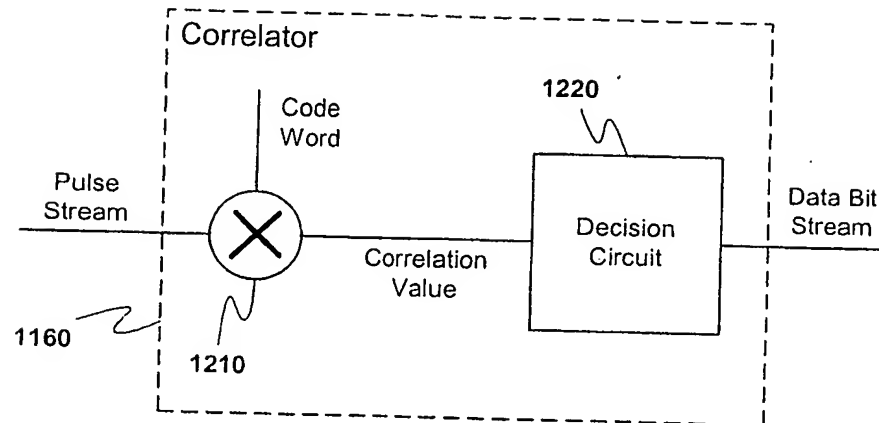 Correlator
1220
Code
Word
Pulse
Stream
Data Bit
Stream
Decision
Circuit
Correlation
Value
1160
1210